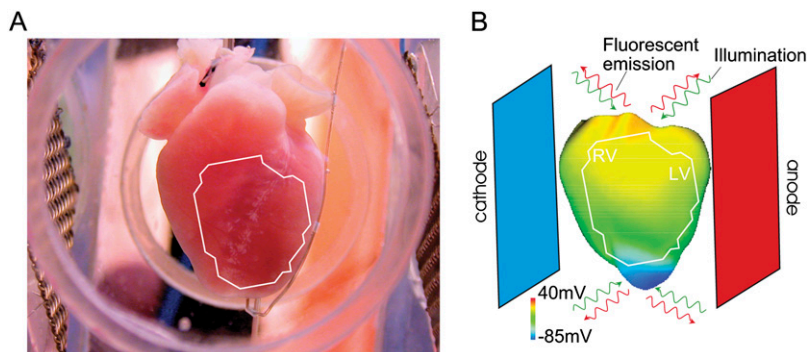 A
B
Fluorescent
emission
Illumination
cathode
RV
LV
anode
40mV
-85mV